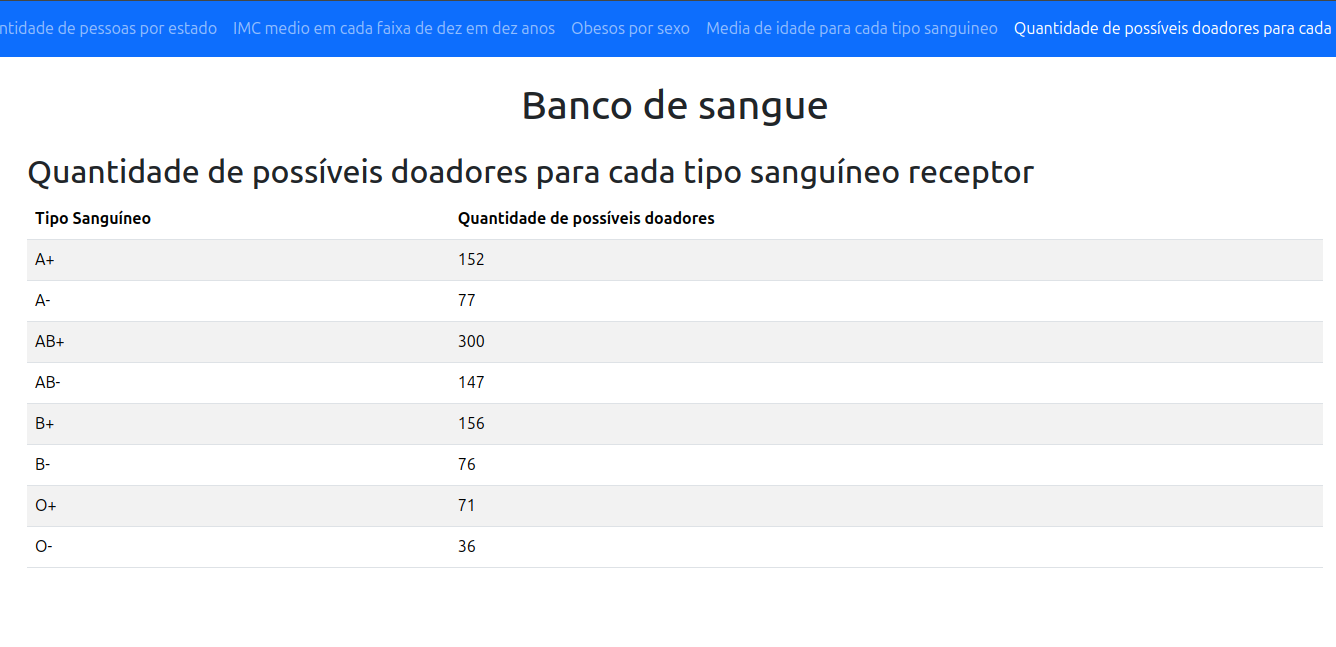 ntidade de pessoas por estado IMC medio em cada faixa de dez em dez anos Obesos por sexo Media de idade para cada tipo sanguineo Quantidade de possíveis doadores para cada
Banco de sangue
Quantidade de possíveis doadores para cada tipo sanguíneo receptor
Tipo Sanguíneo Quantidade de possíveis doadores
A+ 152
A- 77
AB+ 300
AB- 147
B+ 156
B- 76
O+ 71
O- 36